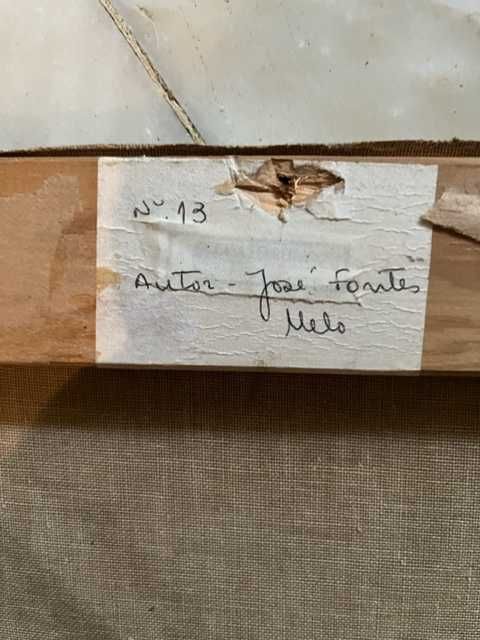 Nº. 13
Autor - José Fontes
Melo